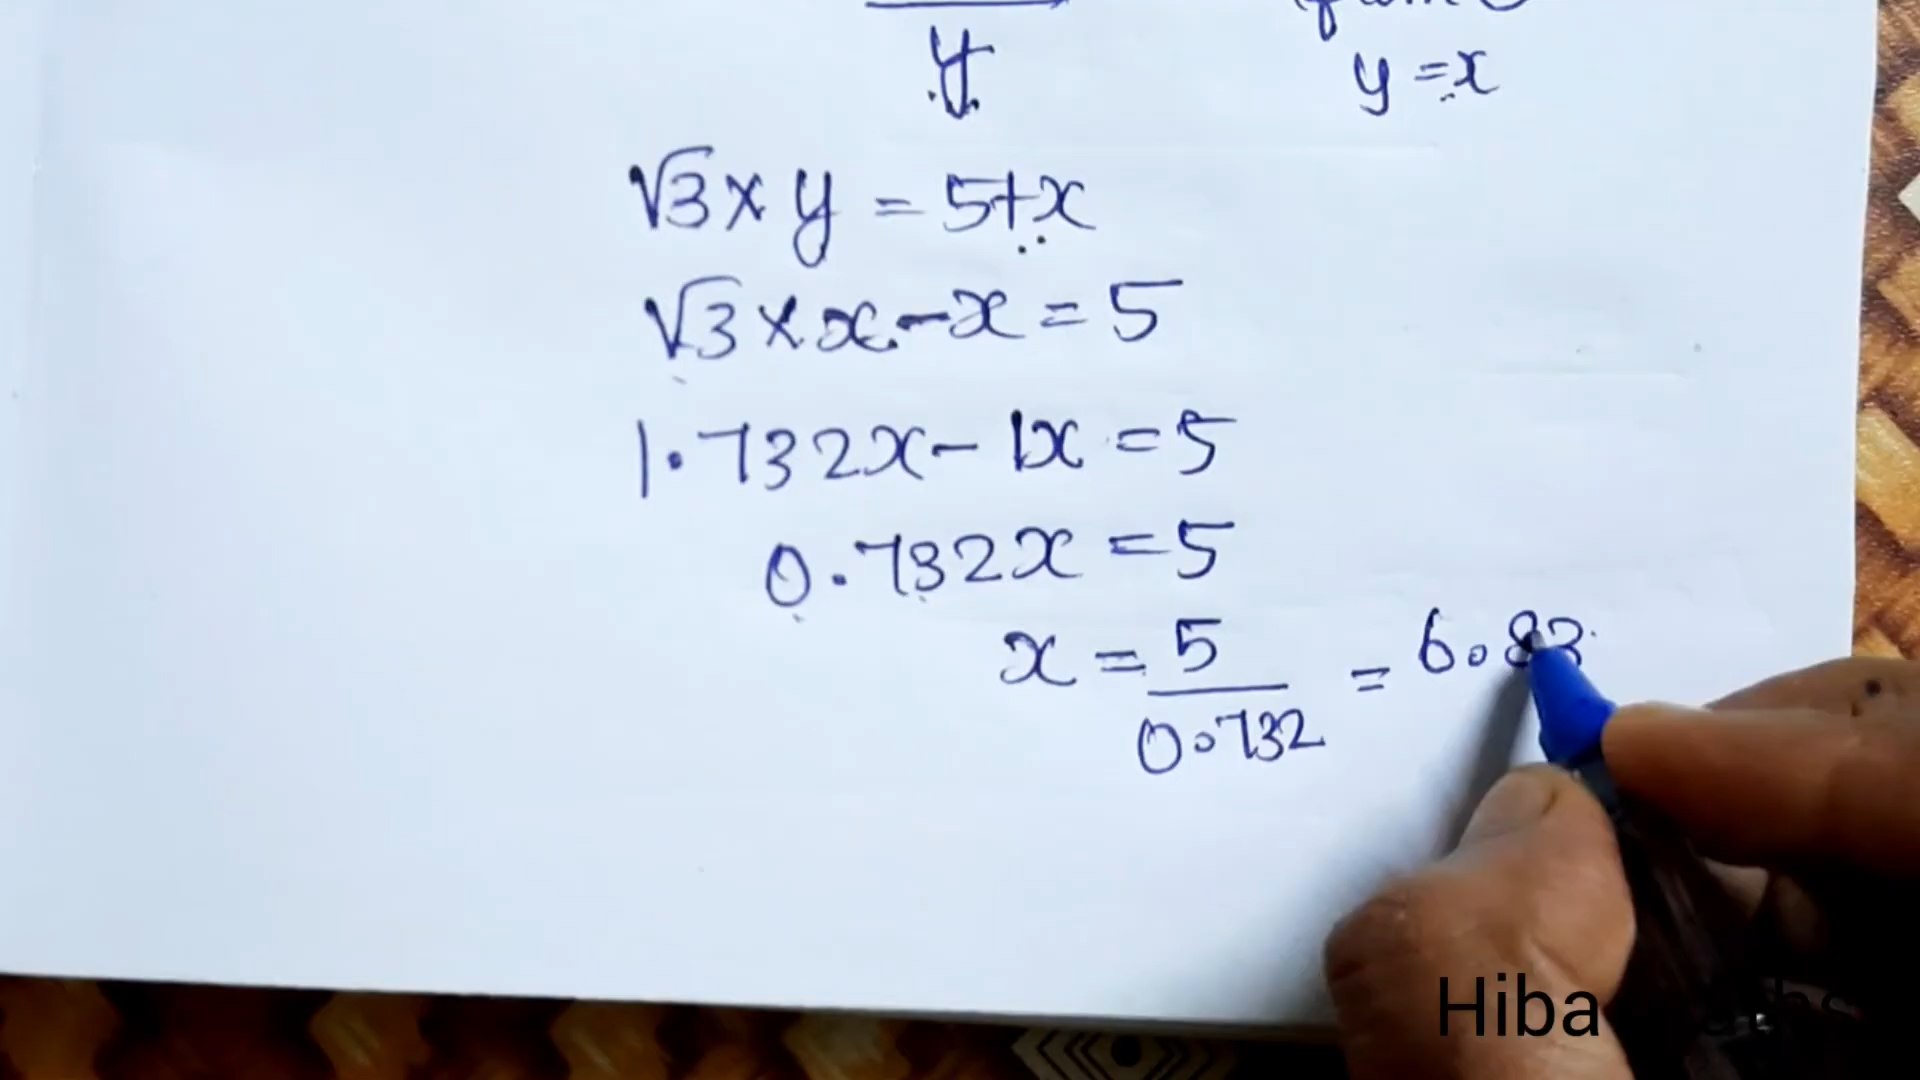 y
y = x
√3 × y = 5+x
√3 × x - x = 5
1.732x - 1x = 5
0.732x = 5
x = 5/0.732 = 6.83
Hiba